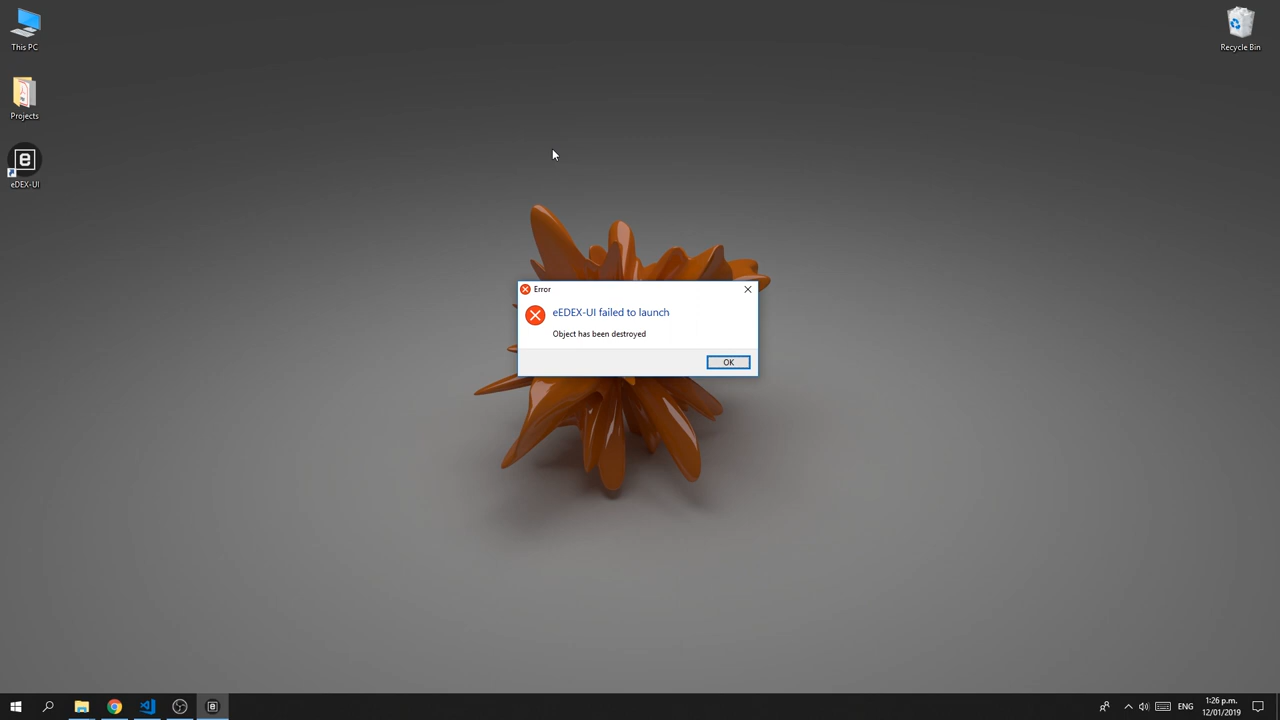 This PC
Recycle Bin
Projects
e
eDEX-UI
Error
eEDEX-UI failed to launch
Object has been destroyed
OK
ENG
1:26 p.m.
12/01/2019